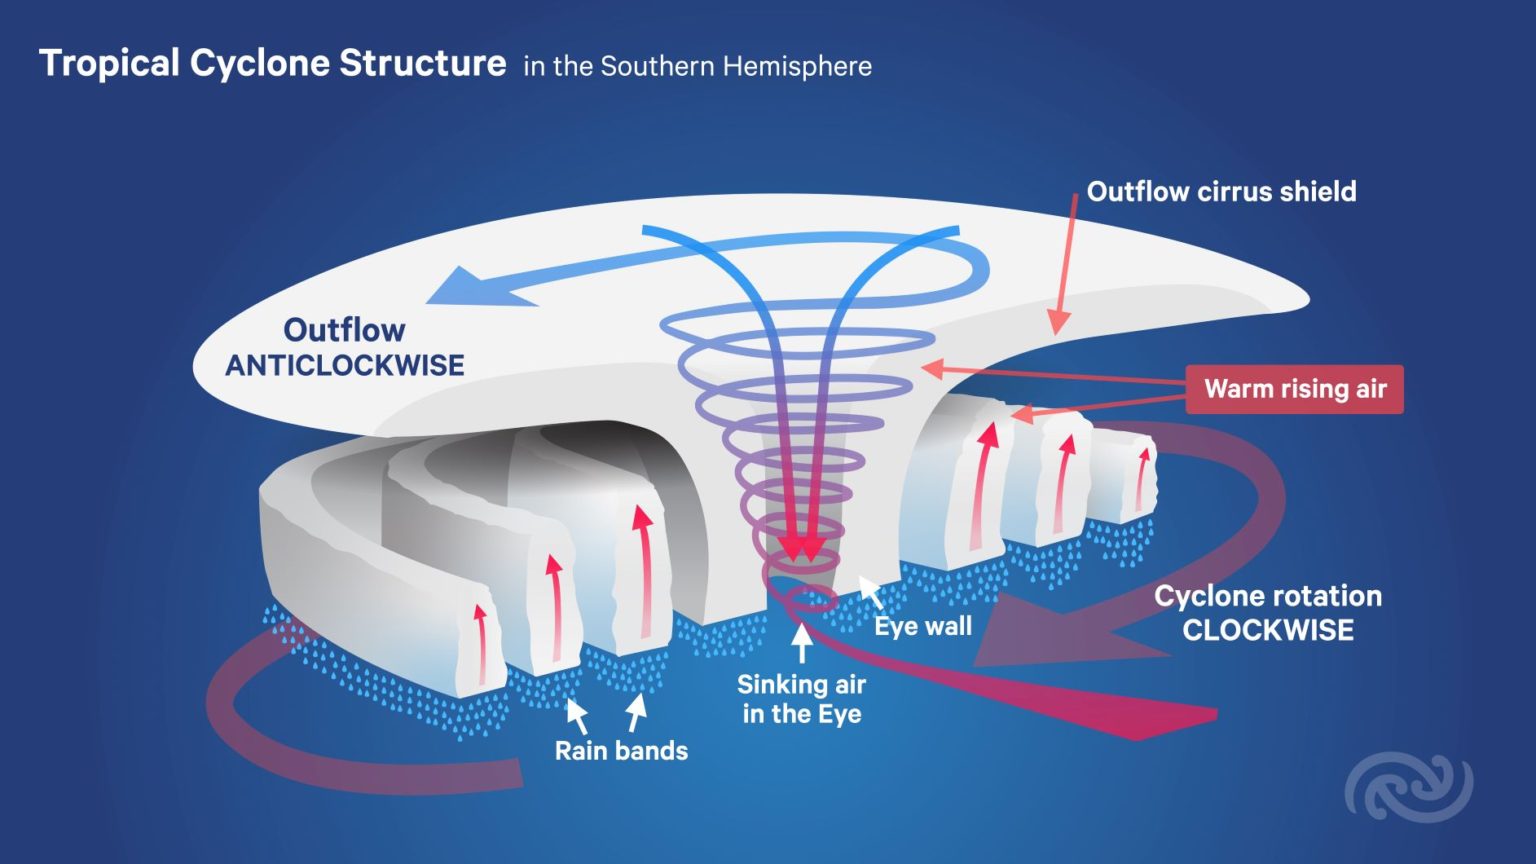 Tropical Cyclone Structure in the Southern Hemisphere
Outflow cirrus shield
Outflow
ANTICLOCKWISE
Warm rising air
Cyclone rotation
CLOCKWISE
Eye wall
Sinking air
in the Eye
Rain bands